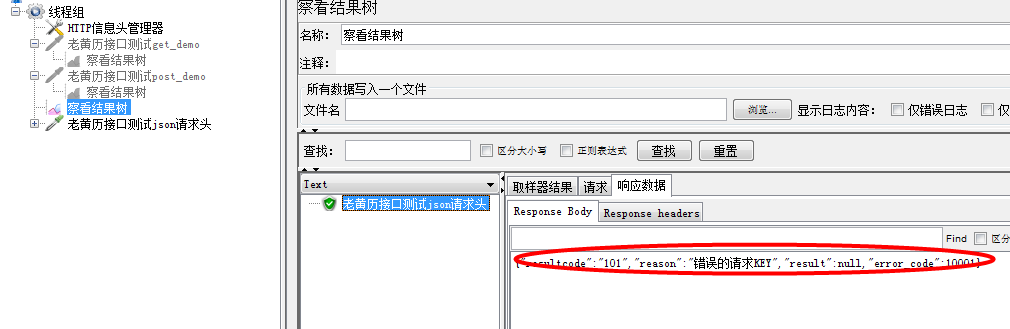 线程组
HTTP信息头管理器
老黄历接口测试get_demo
察看结果树
老黄历接口测试post_demo
察看结果树
察看结果树
老黄历接口测试json请求头
察看结果树
名称: 察看结果树
注释:
所有数据写入一个文件
文件名 浏览... 显示日志内容: 仅错误日志 仅
查找: 区分大小写 正则表达式 查找 重置
Text
老黄历接口测试json请求头
取样器结果 请求 响应数据
Response Body Response headers
Find 区分
{"resultcode":"101","reason":"错误的请求KEY","result":null,"error_code":10001}